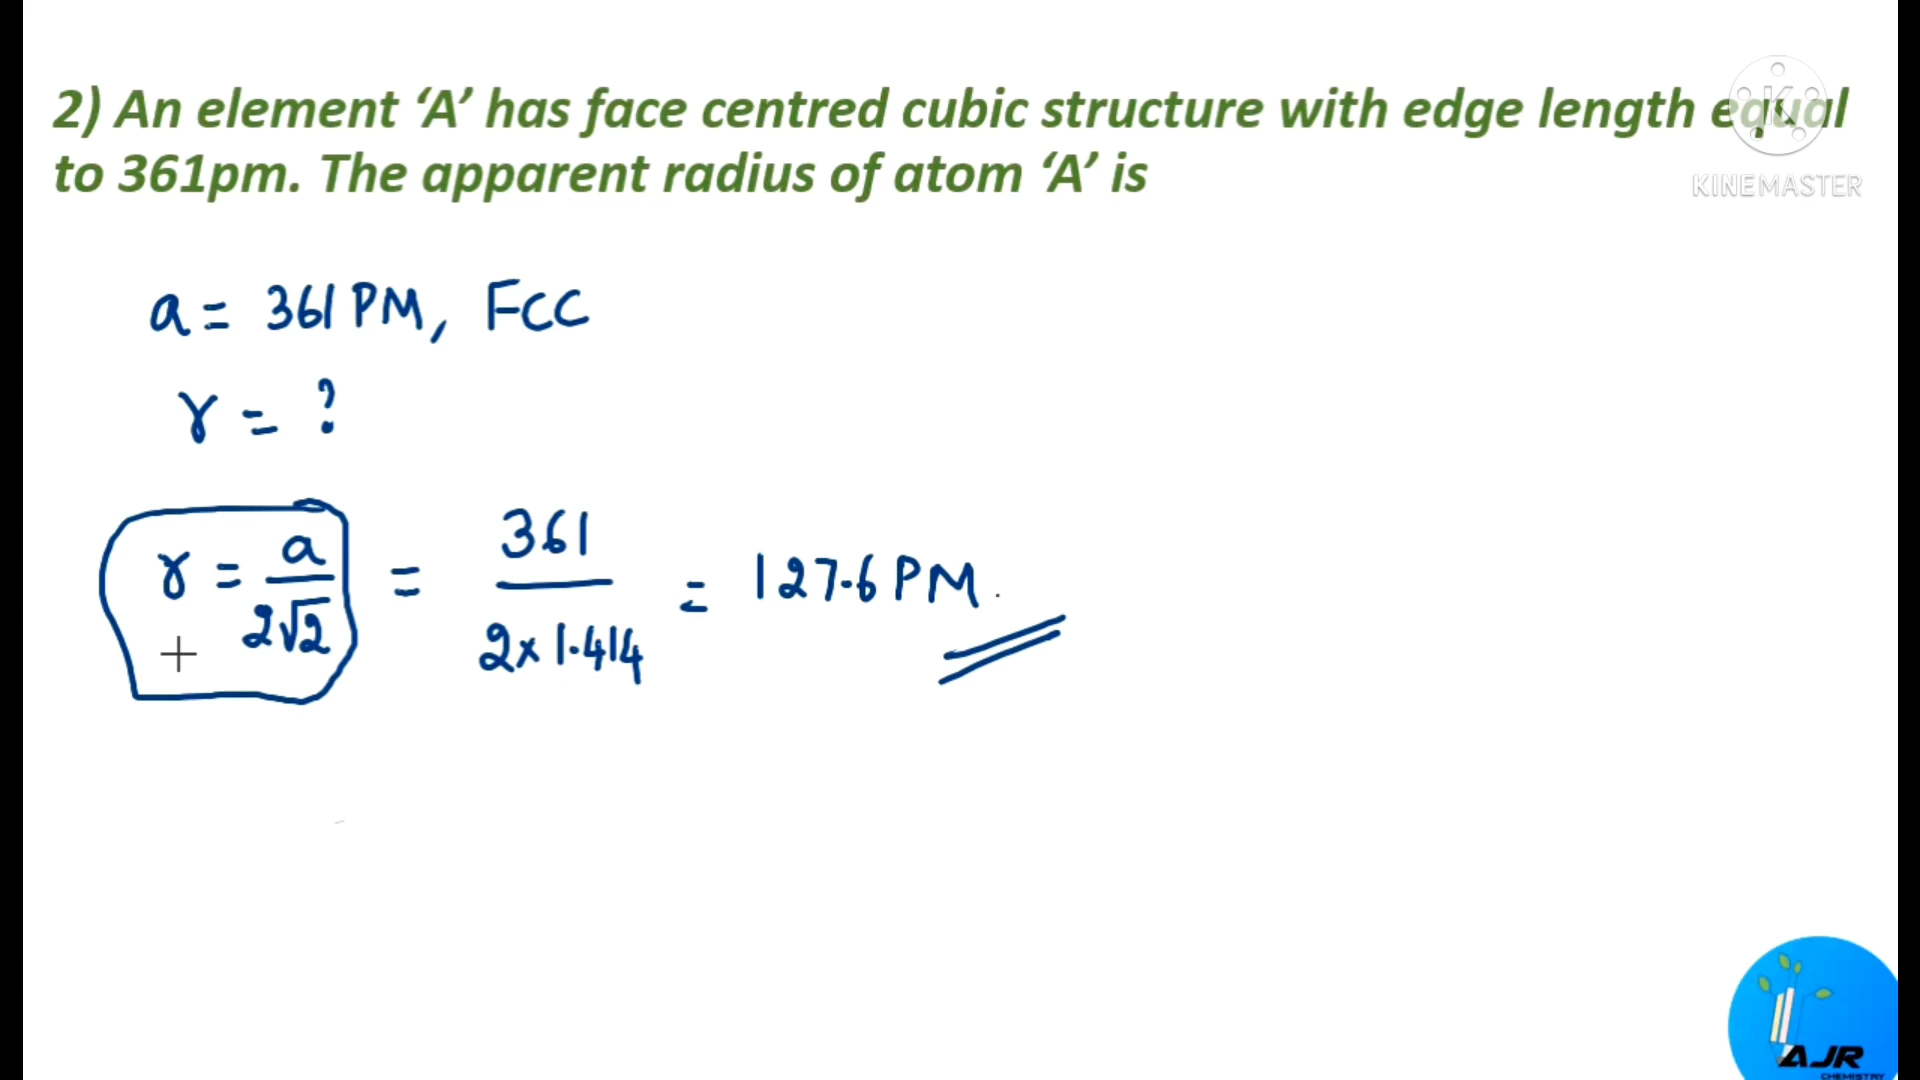 2) An element ‘A’ has face centred cubic structure with edge length equal
to 361pm. The apparent radius of atom ‘A’ is
KINEMASTER
a = 361 PM, FCC
r = ?
r = a/2√2 = 361/2×1.414 = 127.6 PM.
AJR
CHEMISTRY